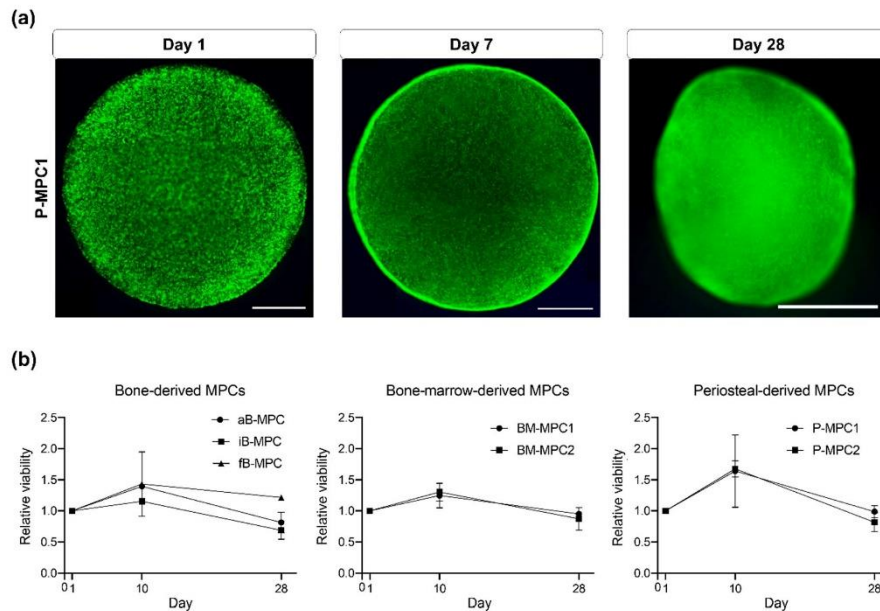 (a)
Day 1 Day 7 Day 28
P-MPC1
(b)
Bone-derived MPCs Bone-marrow-derived MPCs Periosteal-derived MPCs
2.5 2.5 2.5
aB-MPC BM-MPC1 P-MPC1
2.0 2.0 2.0
iB-MPC BM-MPC2 P-MPC2
fB-MPC
1.5 1.5 1.5
Relative viability Relative viability Relative viability
1.0 1.0 1.0
0.5 0.5 0.5
0.0 0.0 0.0
0 1 10 28 0 1 10 28 0 1 10 28
Day Day Day